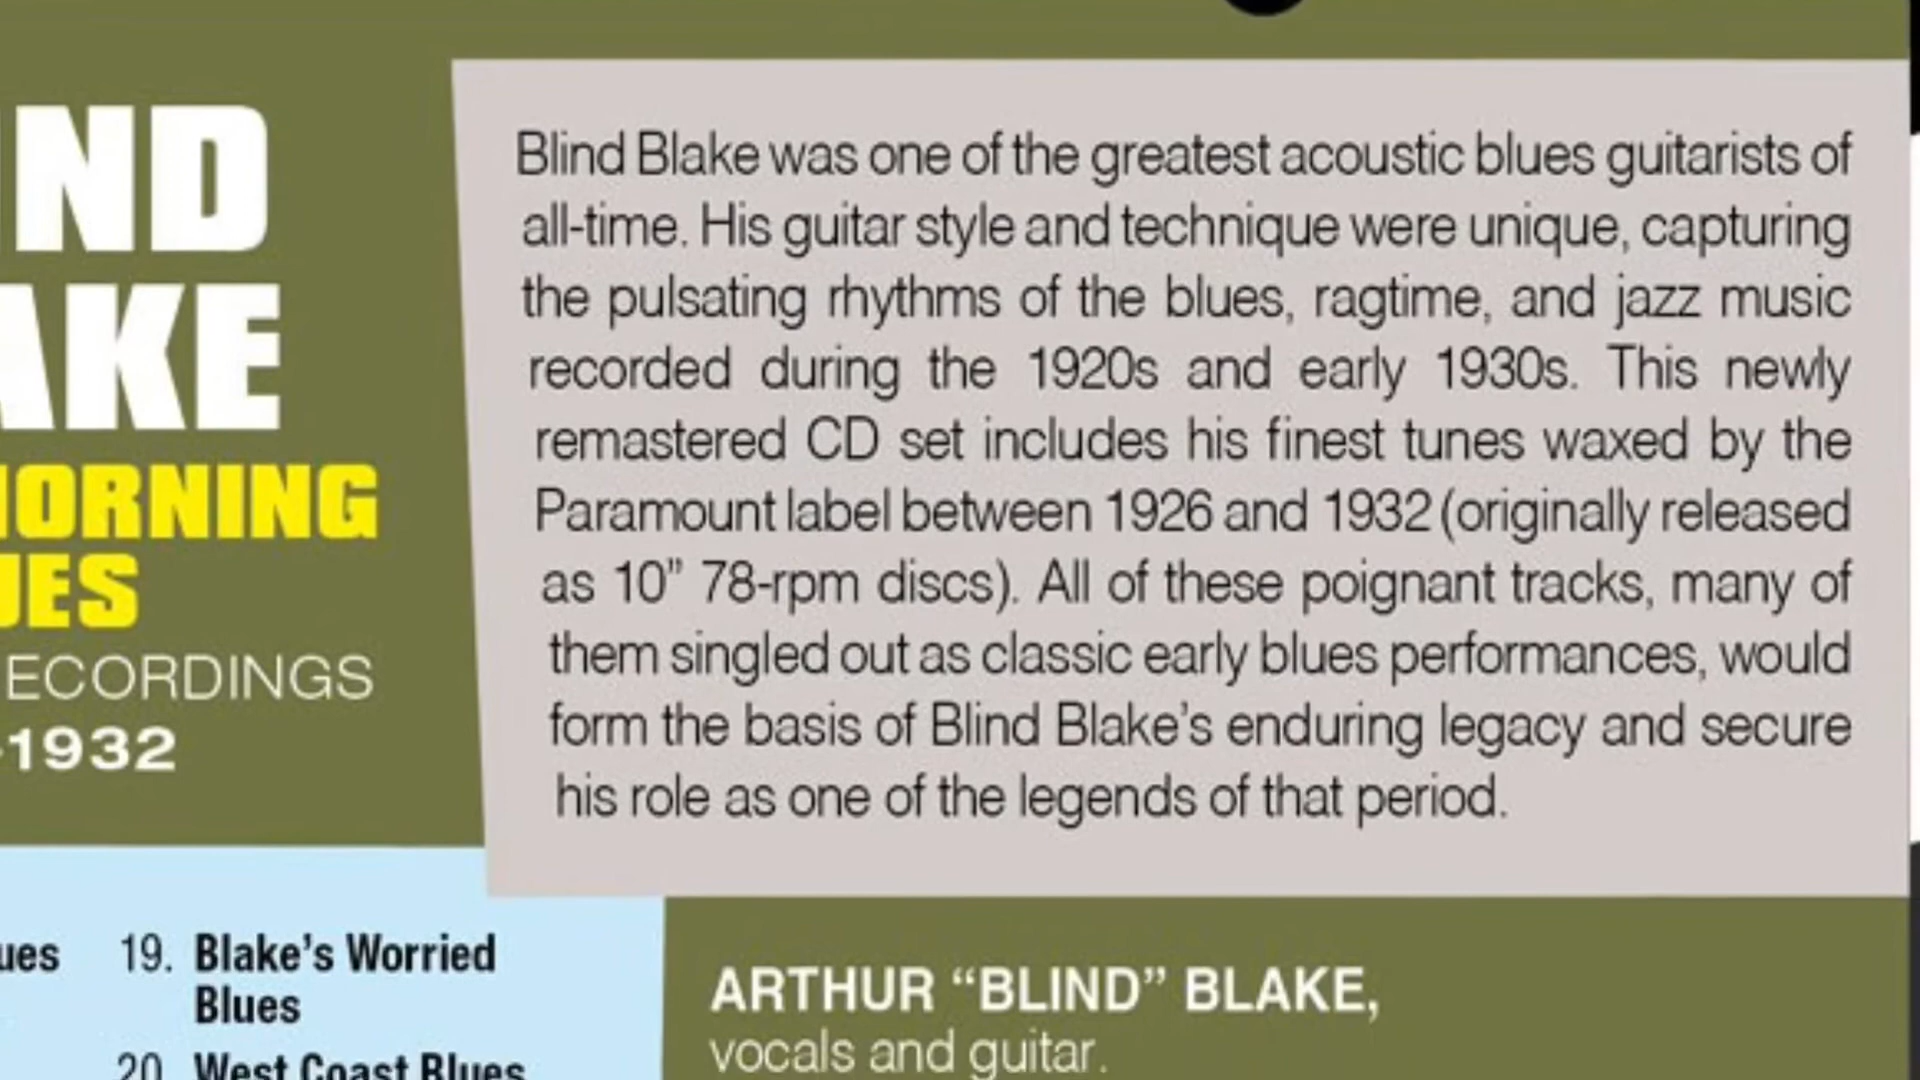 ND
AKE
ORNING
UES
ECORDINGS
-1932
Blind Blake was one of the greatest acoustic blues guitarists of
all-time. His guitar style and technique were unique, capturing
the pulsating rhythms of the blues, ragtime, and jazz music
recorded during the 1920s and early 1930s. This newly
remastered CD set includes his finest tunes waxed by the
Paramount label between 1926 and 1932 (originally released
as 10” 78-rpm discs). All of these poignant tracks, many of
them singled out as classic early blues performances, would
form the basis of Blind Blake’s enduring legacy and secure
his role as one of the legends of that period.
ues
19. Blake’s Worried
Blues
20. West Coast Blues
ARTHUR “BLIND” BLAKE,
vocals and guitar.